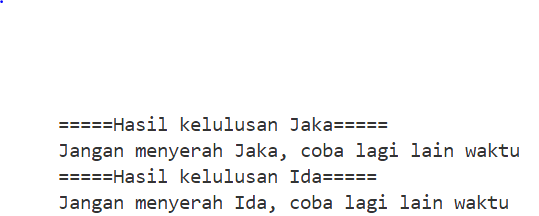 =====Hasil kelulusan Jaka=====
Jangan menyerah Jaka, coba lagi lain waktu
=====Hasil kelulusan Ida=====
Jangan menyerah Ida, coba lagi lain waktu